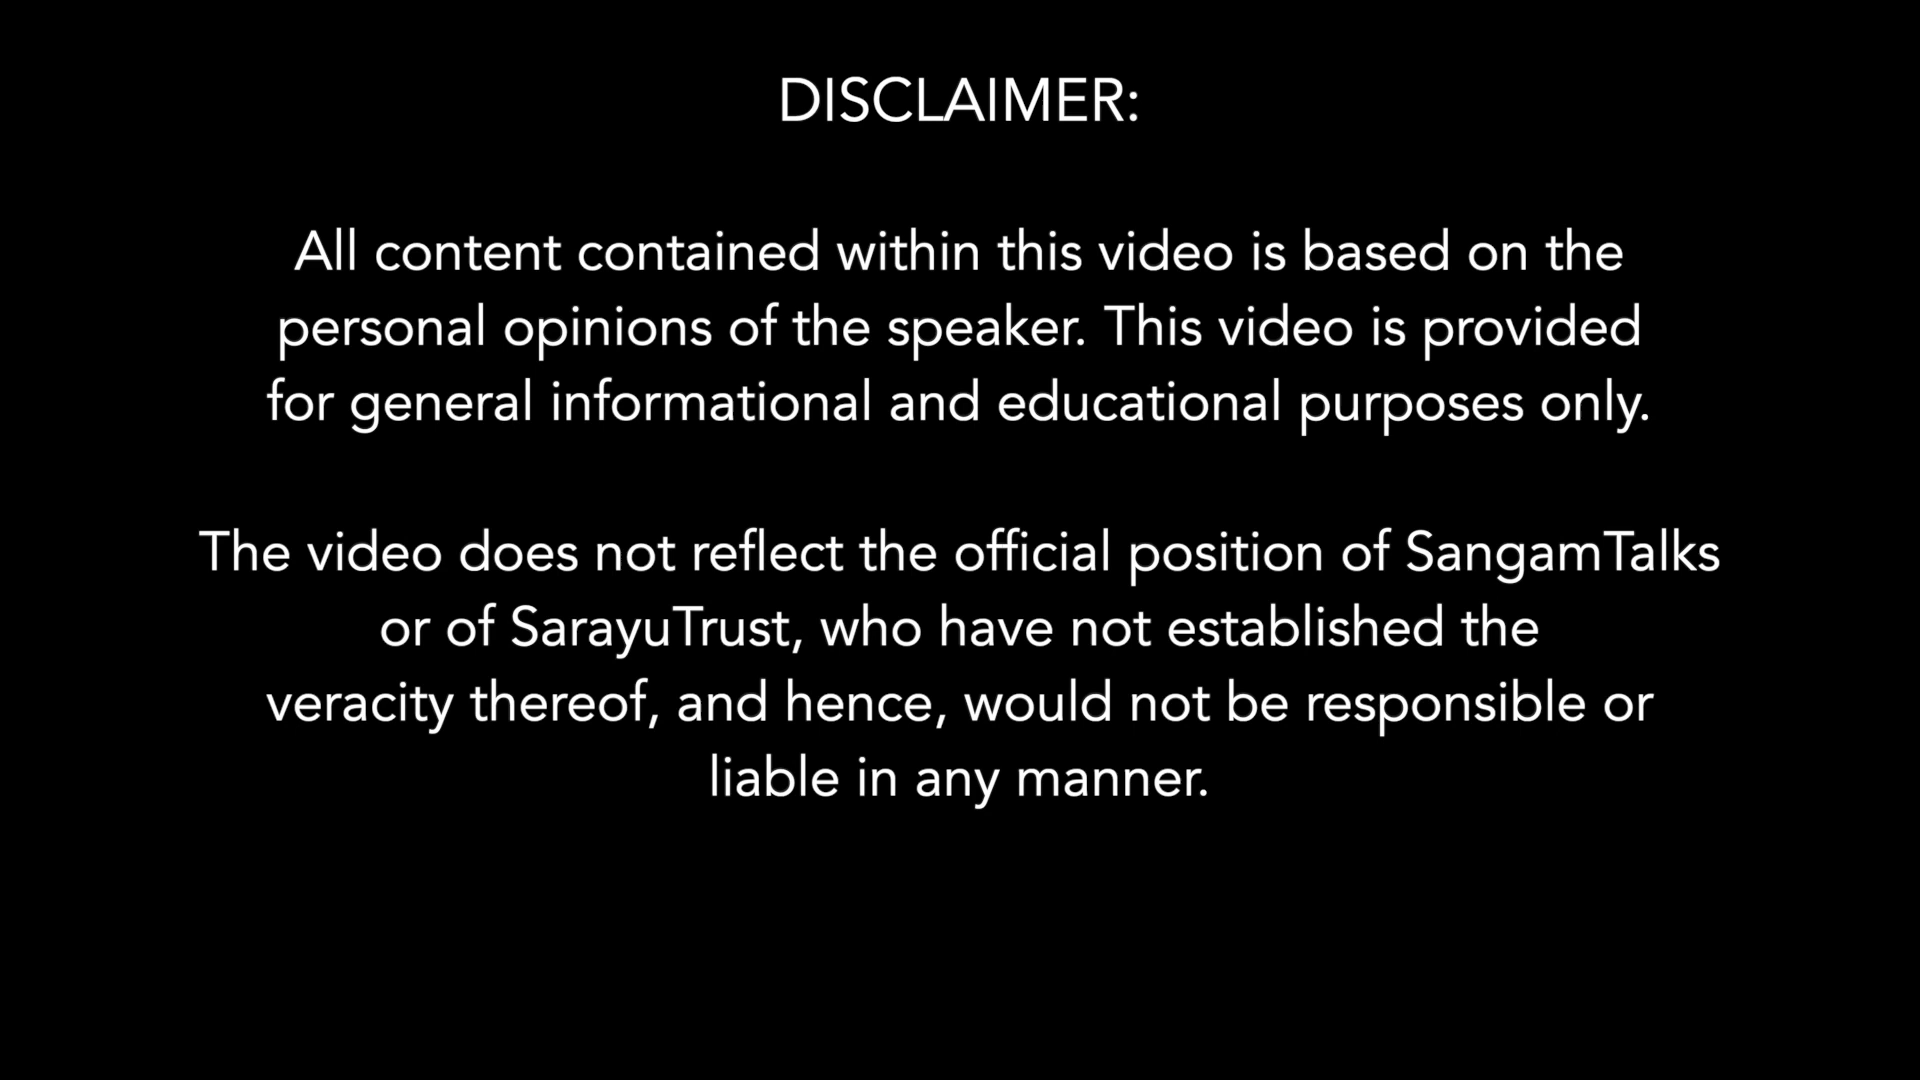 DISCLAIMER:
All content contained within this video is based on the
personal opinions of the speaker. This video is provided
for general informational and educational purposes only.
The video does not reflect the official position of SangamTalks
or of SarayuTrust, who have not established the
veracity thereof, and hence, would not be responsible or
liable in any manner.